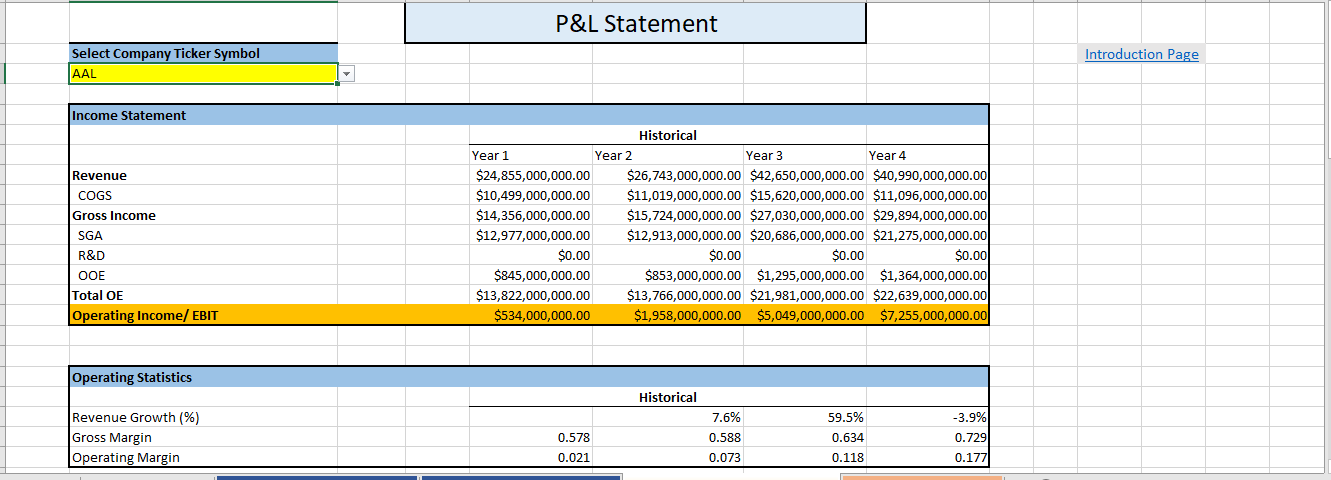 P&L Statement
Select Company Ticker Symbol
Introduction Page
AAL
Income Statement
Historical
Year 1 Year 2 Year 3 Year 4
Revenue $24,855,000,000.00 $26,743,000,000.00 $42,650,000,000.00 $40,990,000,000.00
COGS $10,499,000,000.00 $11,019,000,000.00 $15,620,000,000.00 $11,096,000,000.00
Gross Income $14,356,000,000.00 $15,724,000,000.00 $27,030,000,000.00 $29,894,000,000.00
SGA $12,977,000,000.00 $12,913,000,000.00 $20,686,000,000.00 $21,275,000,000.00
R&D $0.00 $0.00 $0.00 $0.00
OOE $845,000,000.00 $853,000,000.00 $1,295,000,000.00 $1,364,000,000.00
Total OE $13,822,000,000.00 $13,766,000,000.00 $21,981,000,000.00 $22,639,000,000.00
Operating Income/ EBIT $534,000,000.00 $1,958,000,000.00 $5,049,000,000.00 $7,255,000,000.00
Operating Statistics
Historical
Revenue Growth (%) 7.6% 59.5% -3.9%
Gross Margin 0.578 0.588 0.634 0.729
Operating Margin 0.021 0.073 0.118 0.177